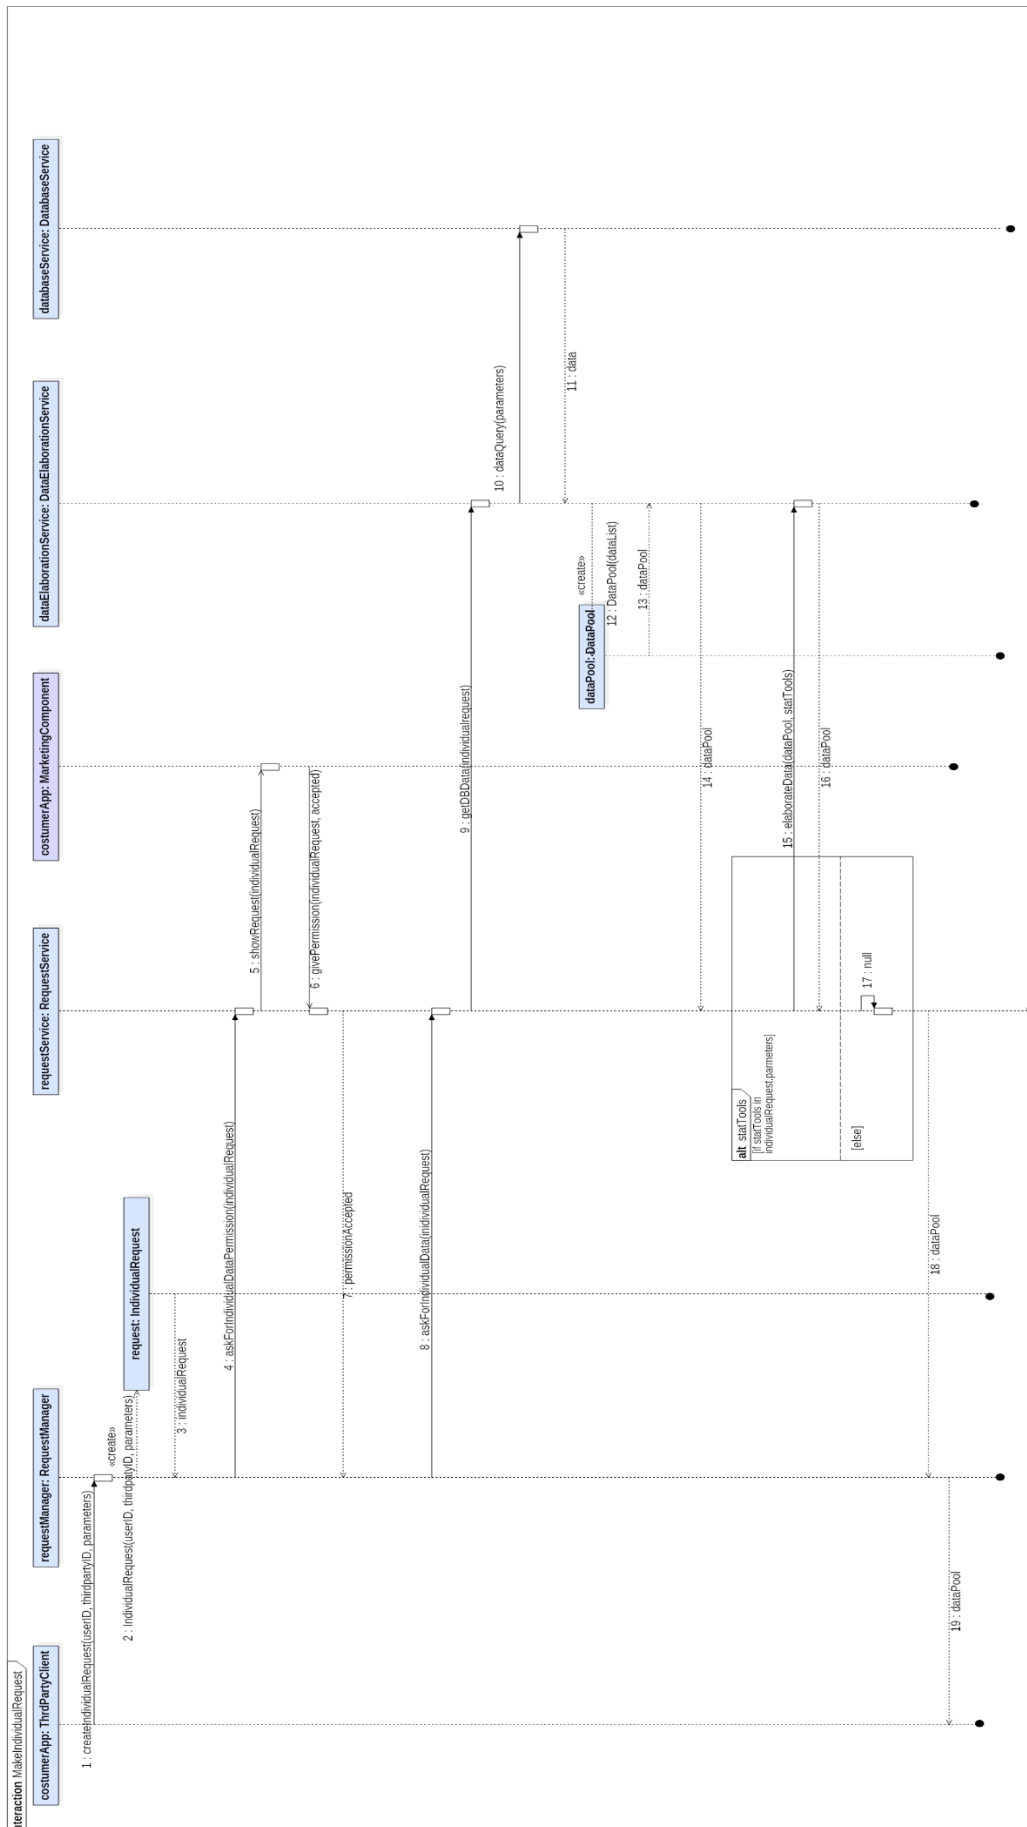 nteraction MakeIndividualRequest
costumerApp: ThrdPartyClient
requestManager: RequestManager
request: IndividualRequest
requestService: RequestService
costumerApp: MarketingComponent
dataElaborationService: DataElaborationService
databaseService: DatabaseService
1 : createIndividualRequest(userID, thirdpartyID, parameters)
«create»
2 : IndividualRequest(userID, thirdpatyID, parameters)
3 : individualRequest
4 : askForIndividualDataPermission(individualRequest)
5 : showRequest(individualRequest)
6 : givePermission(individualRequest, accepted)
7 : permissionAccepted
8 : askForIndividualData(inidividualRequest)
9 : getDBData(individualrequest)
10 : dataQuery(parameters)
11 : data
«create»
dataPool: DataPool
12 : DataPool(dataList)
13 : dataPool
14 : dataPool
alt statTools
[if statTools in
individualRequest.parmeters]
15 : elaborateData(dataPool, statTools)
16 : dataPool
[else]
17 : null
18 : dataPool
19 : dataPool